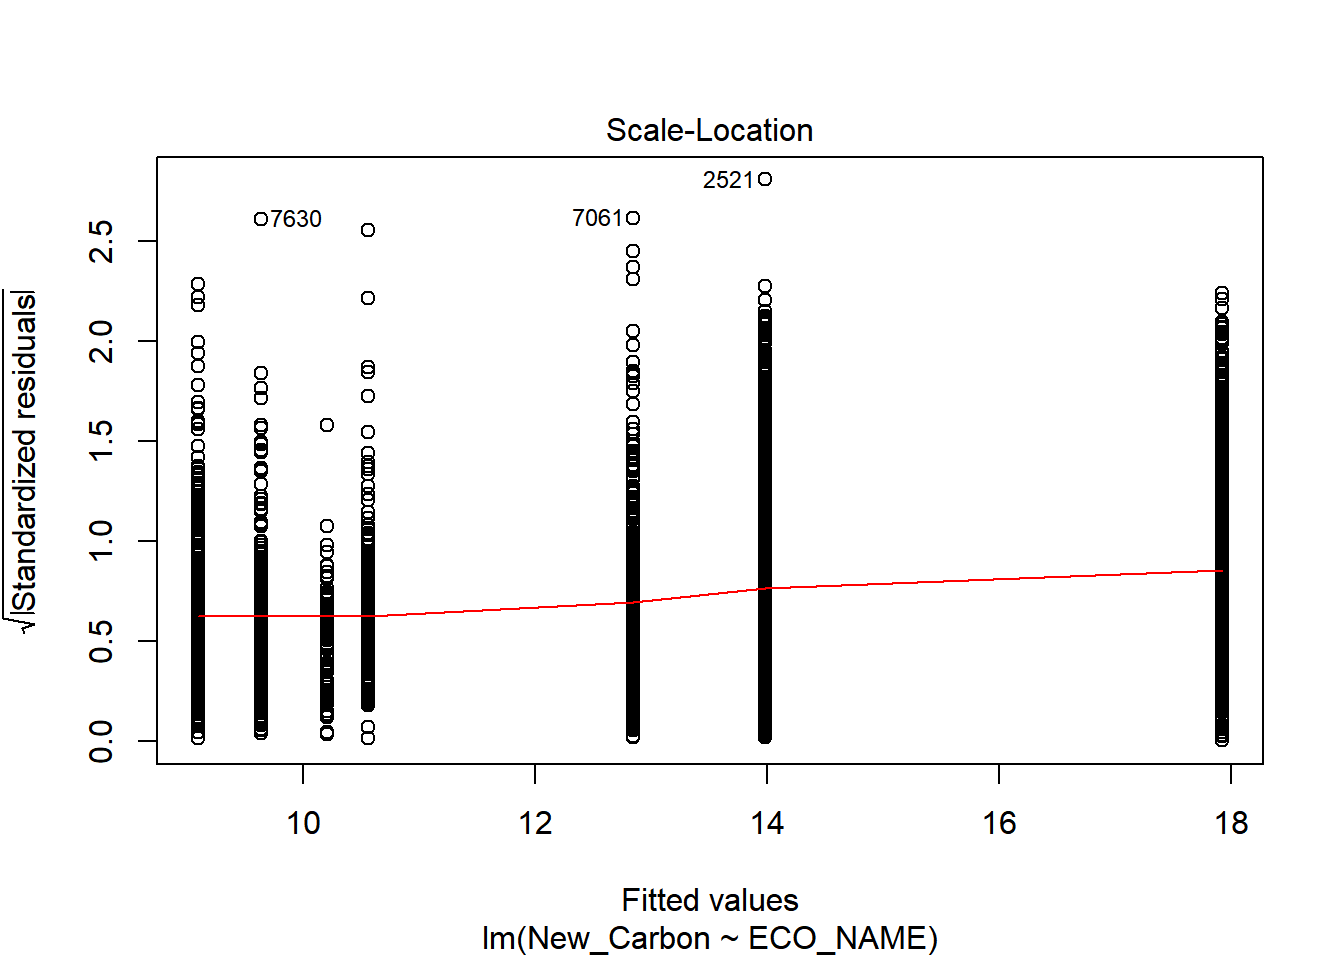 Scale-Location
2521
7630
7061
√|Standardized residuals|
0.0 0.5 1.0 1.5 2.0 2.5
10 12 14 16 18
Fitted values
lm(New_Carbon ~ ECO_NAME)